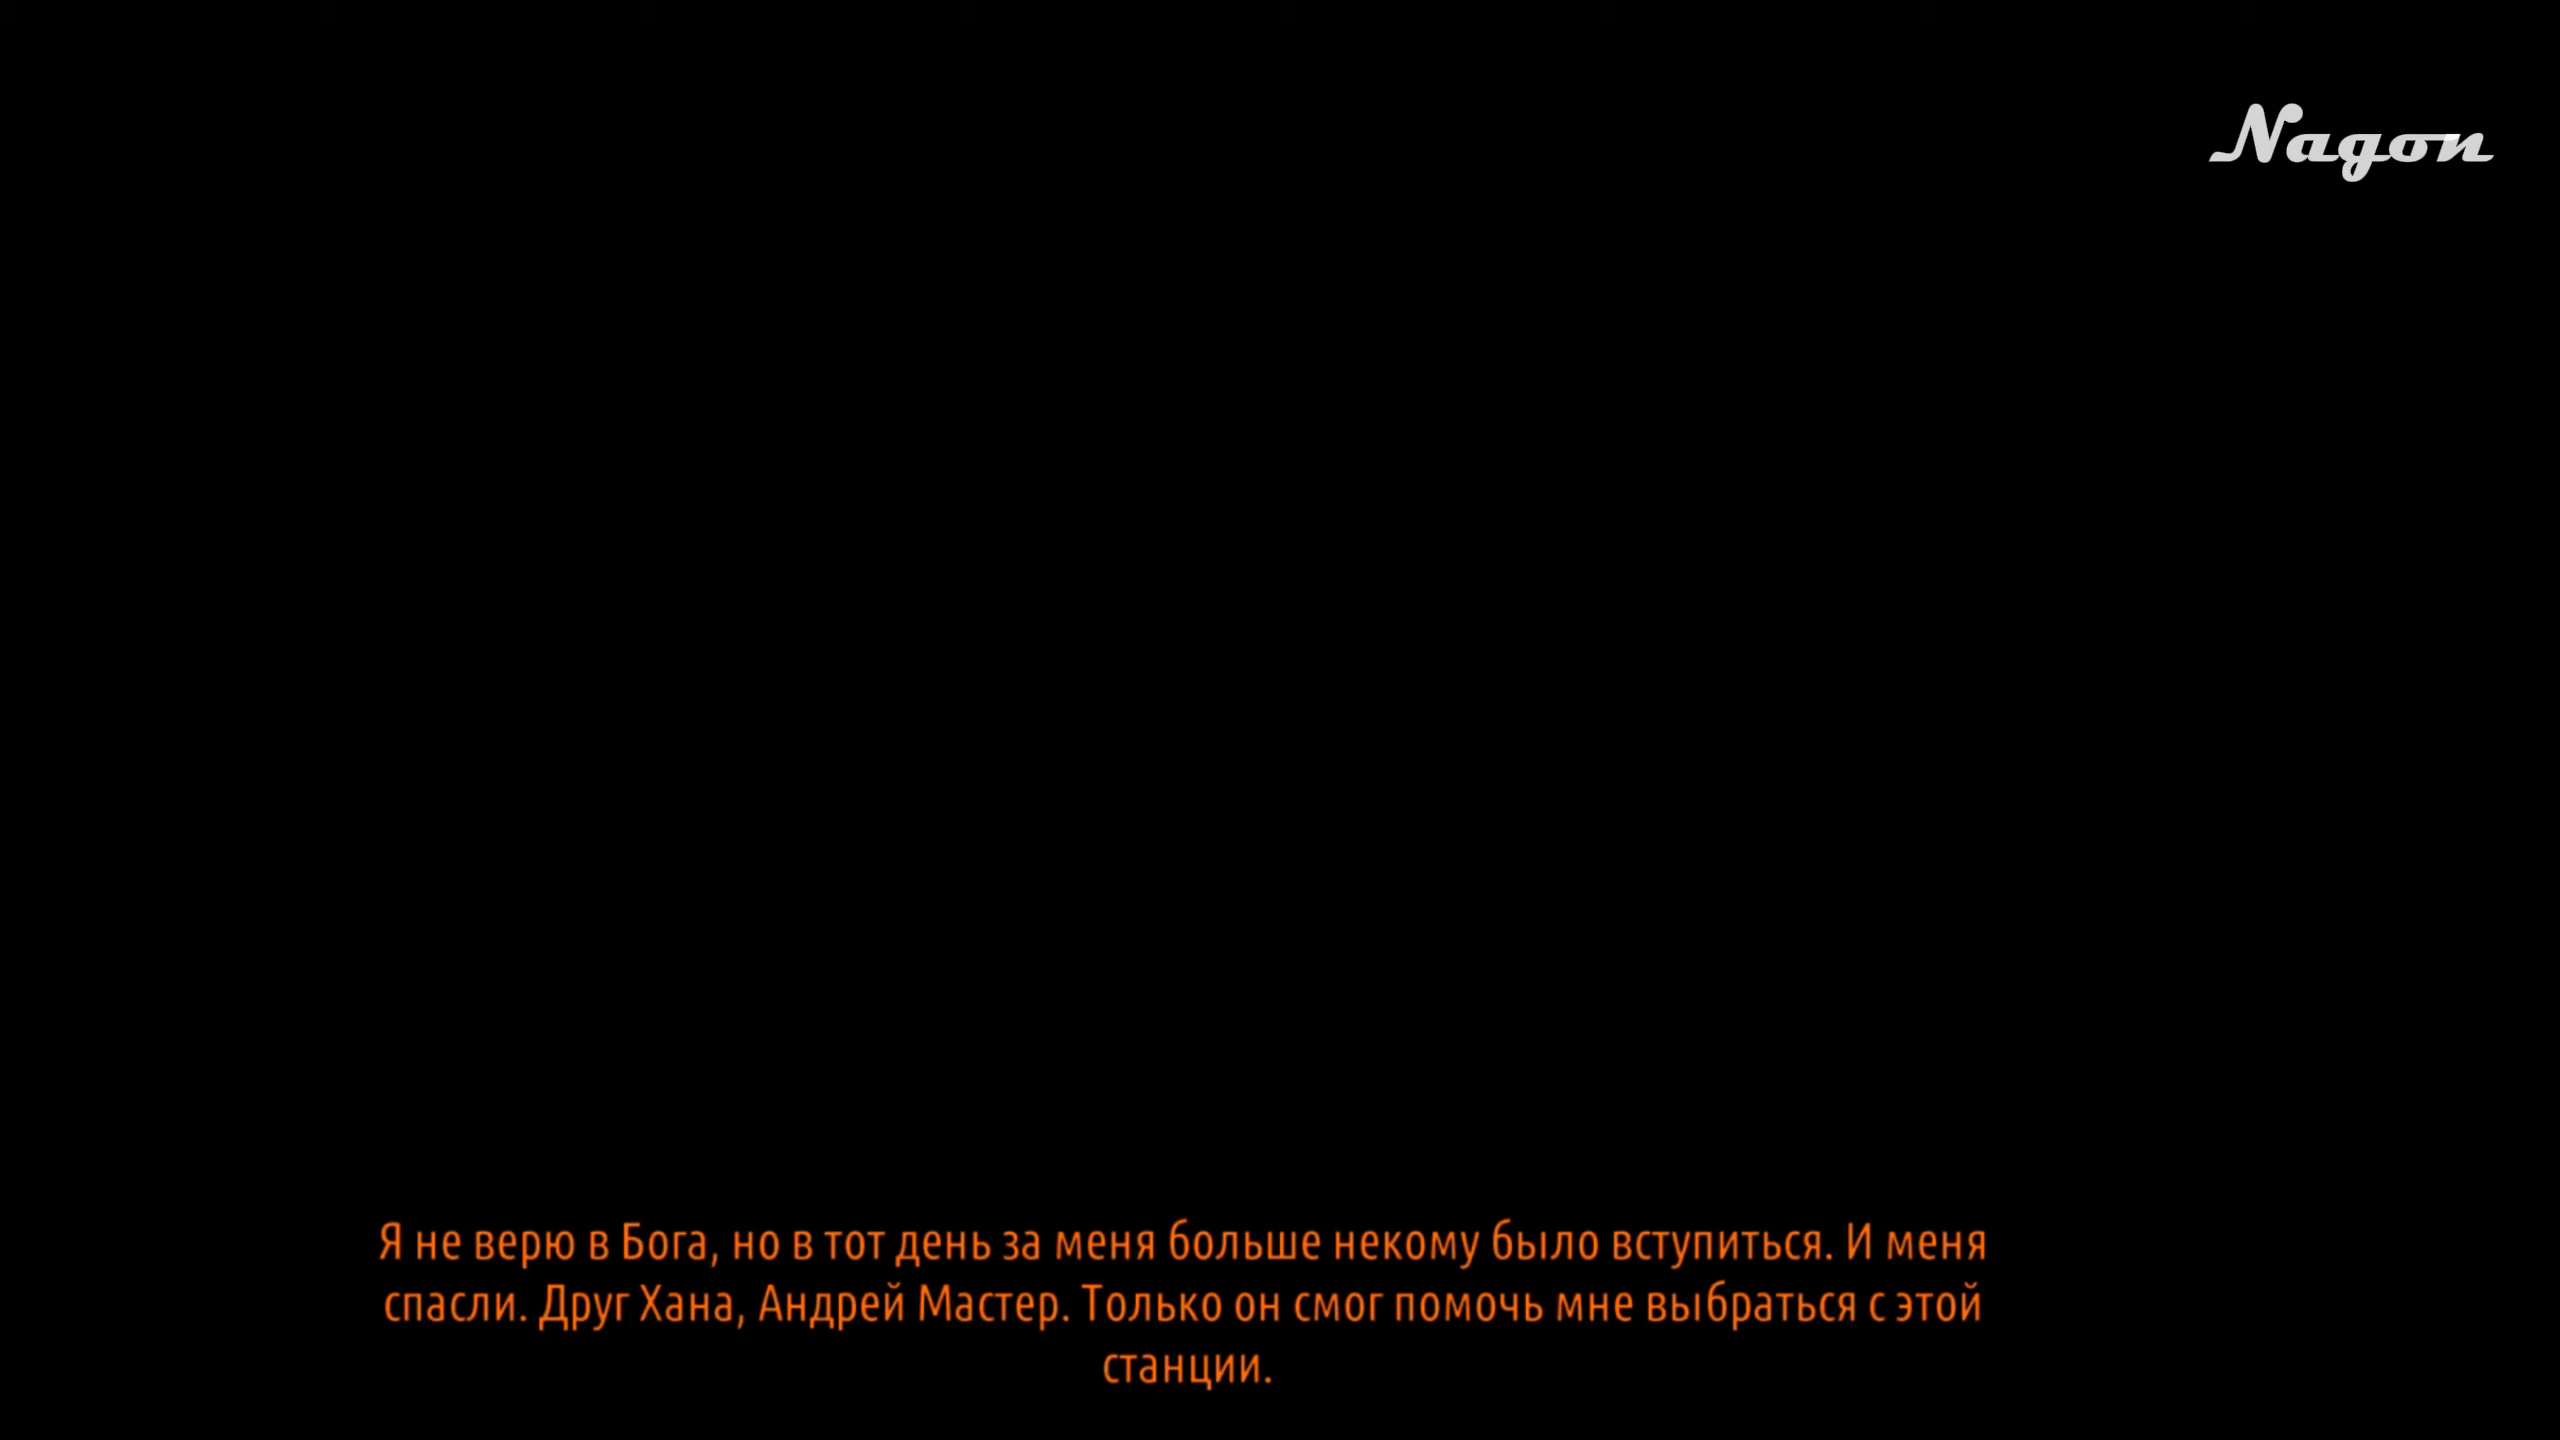 Nagon
Я не верю в Бога, но в тот день за меня больше некому было вступиться. И меня
спасли. Друг Хана, Андрей Мастер. Только он смог помочь мне выбраться с этой
станции.